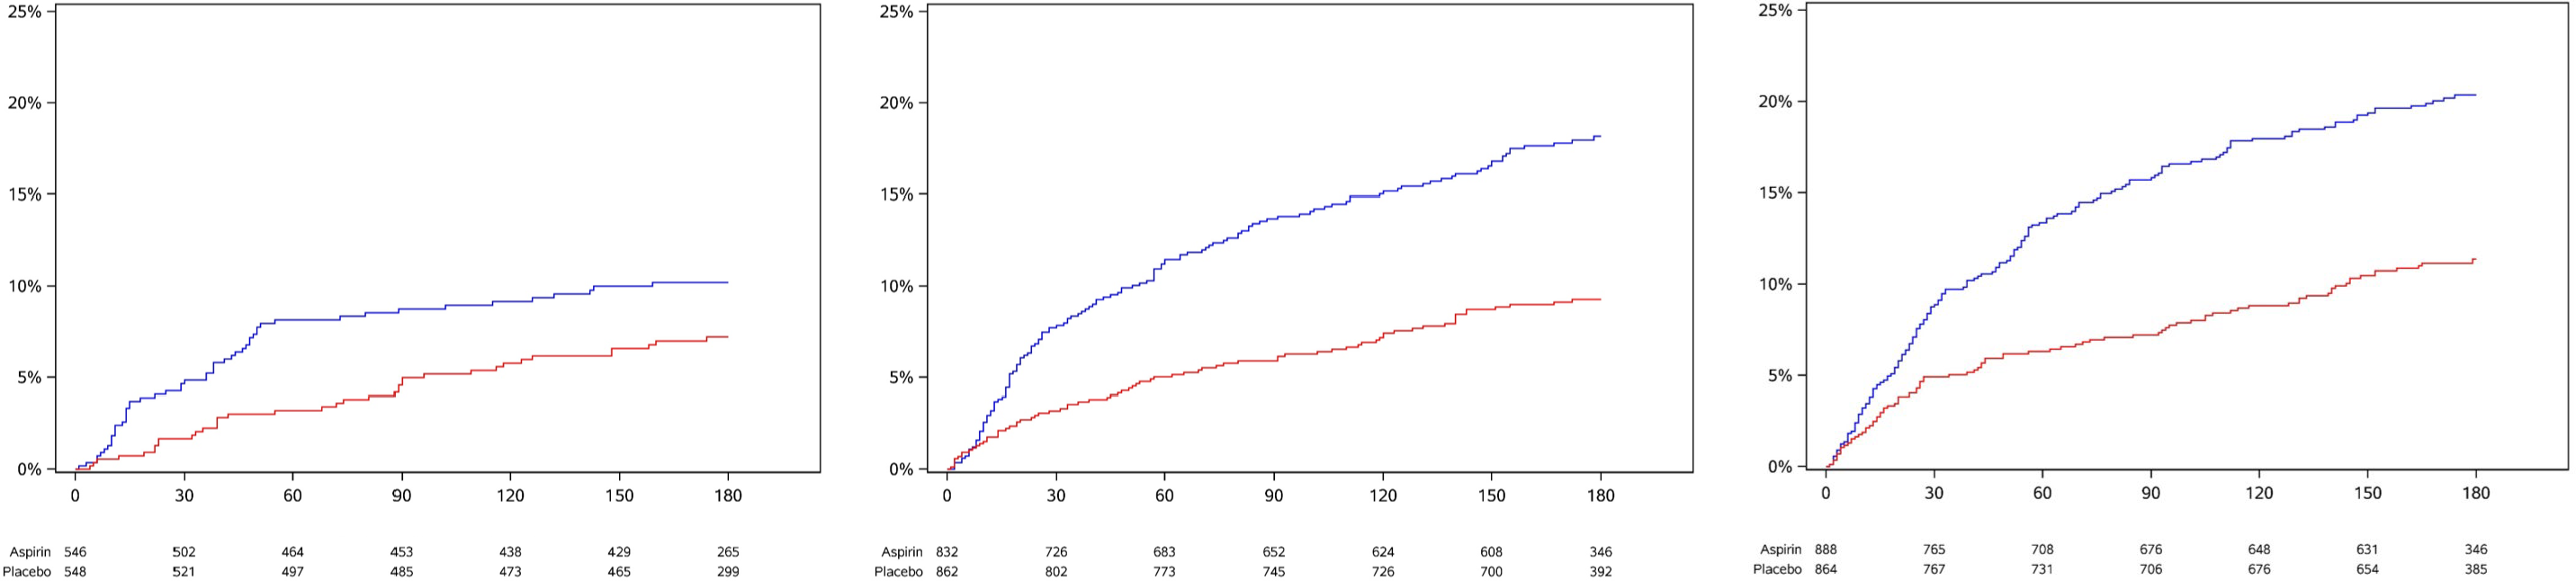 25%
20%
15%
10%
5%
0%
0 30 60 90 120 150 180
Aspirin 546 502 464 453 438 429 265
Placebo 548 521 497 485 473 465 299
25%
20%
15%
10%
5%
0%
0 30 60 90 120 150 180
Aspirin 832 726 683 652 624 608 346
Placebo 862 802 773 745 726 700 392
25%
20%
15%
10%
5%
0%
0 30 60 90 120 150 180
Aspirin 888 765 708 676 648 631 346
Placebo 864 767 731 706 676 654 385